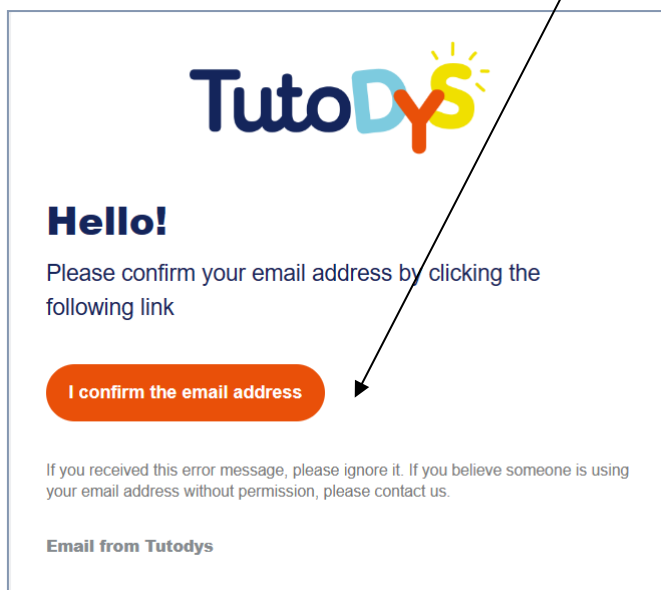 TutoDyS
Hello!
Please confirm your email address by clicking the
following link
I confirm the email address
If you received this error message, please ignore it. If you believe someone is using
your email address without permission, please contact us.
Email from Tutodys